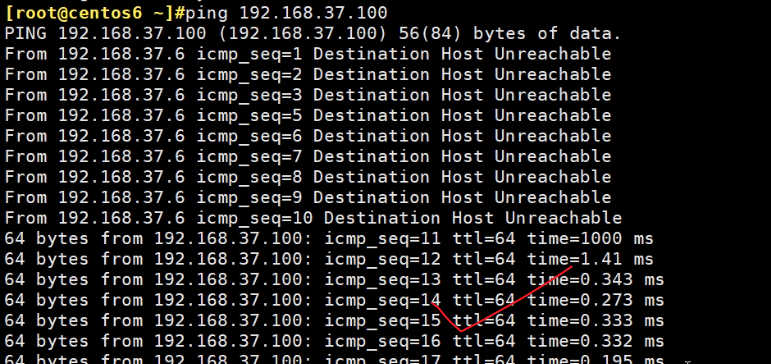 [root@centos6 ~]#ping 192.168.37.100
PING 192.168.37.100 (192.168.37.100) 56(84) bytes of data.
From 192.168.37.6 icmp_seq=1 Destination Host Unreachable
From 192.168.37.6 icmp_seq=2 Destination Host Unreachable
From 192.168.37.6 icmp_seq=3 Destination Host Unreachable
From 192.168.37.6 icmp_seq=5 Destination Host Unreachable
From 192.168.37.6 icmp_seq=6 Destination Host Unreachable
From 192.168.37.6 icmp_seq=7 Destination Host Unreachable
From 192.168.37.6 icmp_seq=8 Destination Host Unreachable
From 192.168.37.6 icmp_seq=9 Destination Host Unreachable
From 192.168.37.6 icmp_seq=10 Destination Host Unreachable
64 bytes from 192.168.37.100: icmp_seq=11 ttl=64 time=1000 ms
64 bytes from 192.168.37.100: icmp_seq=12 ttl=64 time=1.41 ms
64 bytes from 192.168.37.100: icmp_seq=13 ttl=64 time=0.343 ms
64 bytes from 192.168.37.100: icmp_seq=14 ttl=64 time=0.273 ms
64 bytes from 192.168.37.100: icmp_seq=15 ttl=64 time=0.333 ms
64 bytes from 192.168.37.100: icmp_seq=16 ttl=64 time=0.332 ms
64 bytes from 192.168.37.100: icmp_seq=17 ttl=64 time=0.195 ms